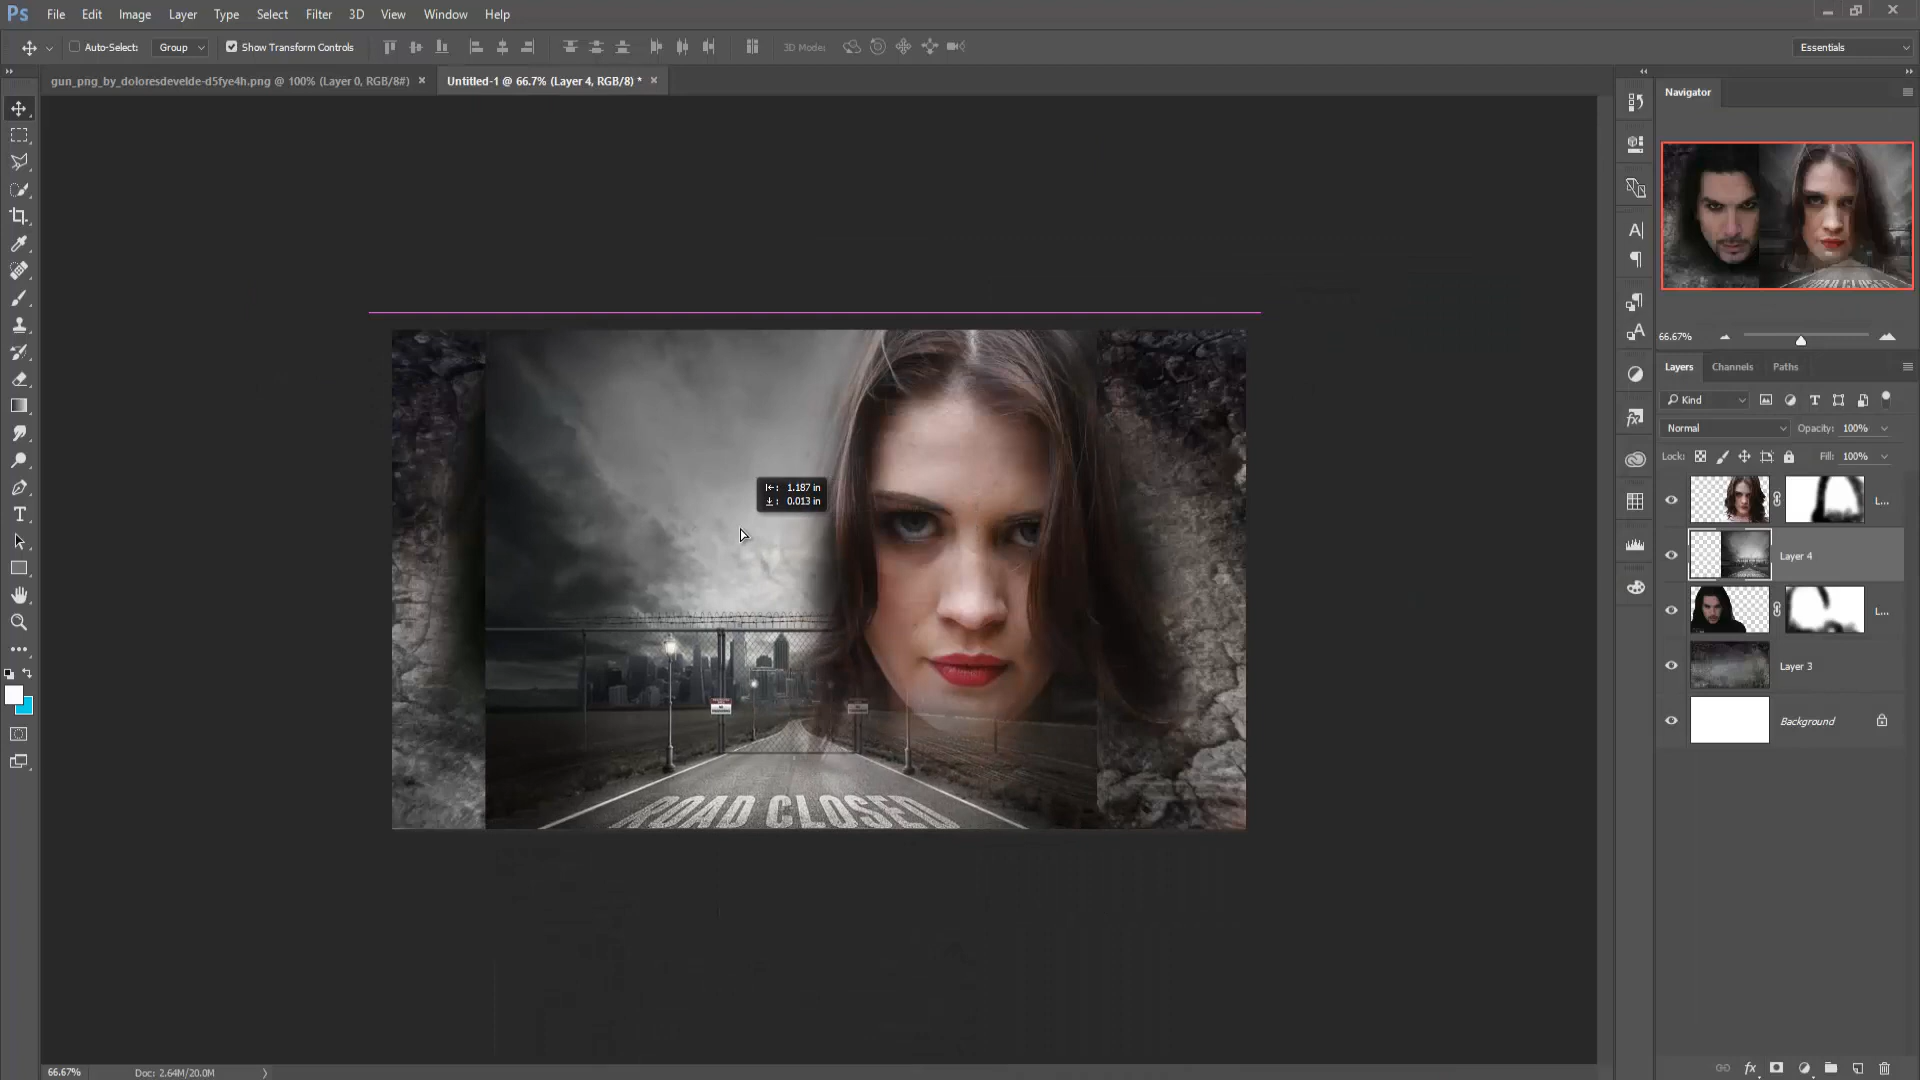 Ps File Edit Image Layer Type Select Filter 3D View Window Help
Auto-Select: Group Show Transform Controls 3D Mode: Essentials
gun_png_by_doloresdevelde-d5fye4h.png @ 100% (Layer 0, RGB/8#) × Untitled-1 @ 66.7% (Layer 4, RGB/8) * ×
Navigator
66.67%
Layers Channels Paths
Kind
Normal Opacity: 100%
Lock: Fill: 100%
L...
Layer 4
L...
Layer 3
Background
1.187 in
0.013 in
ROAD CLOSED
66.67% Doc: 2.64M/20.0M